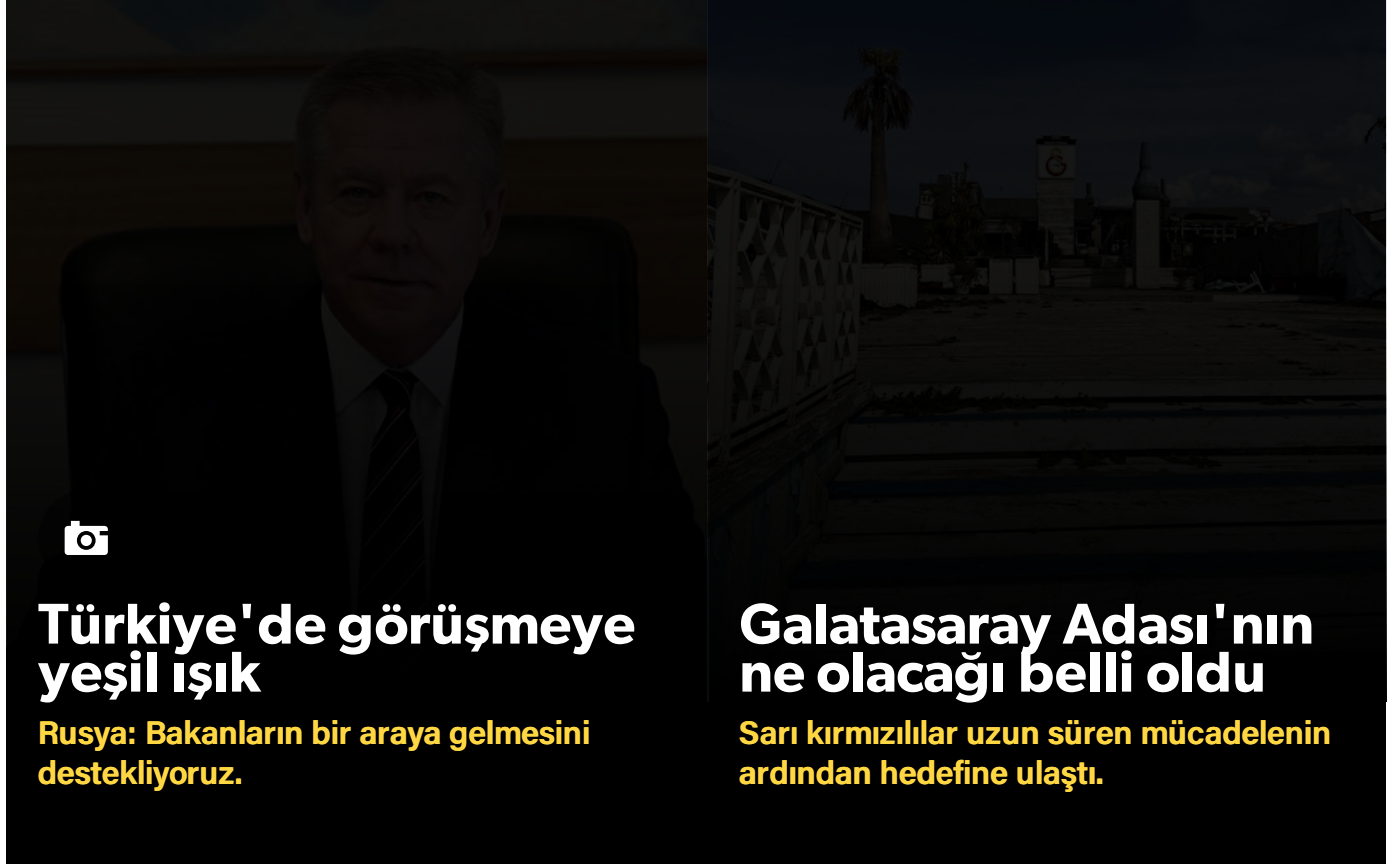 Türkiye'de görüşmeye
yeşil ışık
Rusya: Bakanların bir araya gelmesini
destekliyoruz.
Galatasaray Adası'nın
ne olacağı belli oldu
Sarı kırmızılılar uzun süren mücadelenin
ardından hedefine ulaştı.